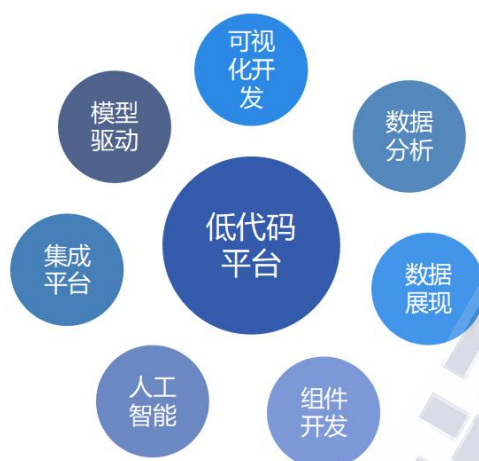 可视
化开
发
模型
驱动
数据
分析
低代码
平台
集成
平台
数据
展现
人工
智能
组件
开发